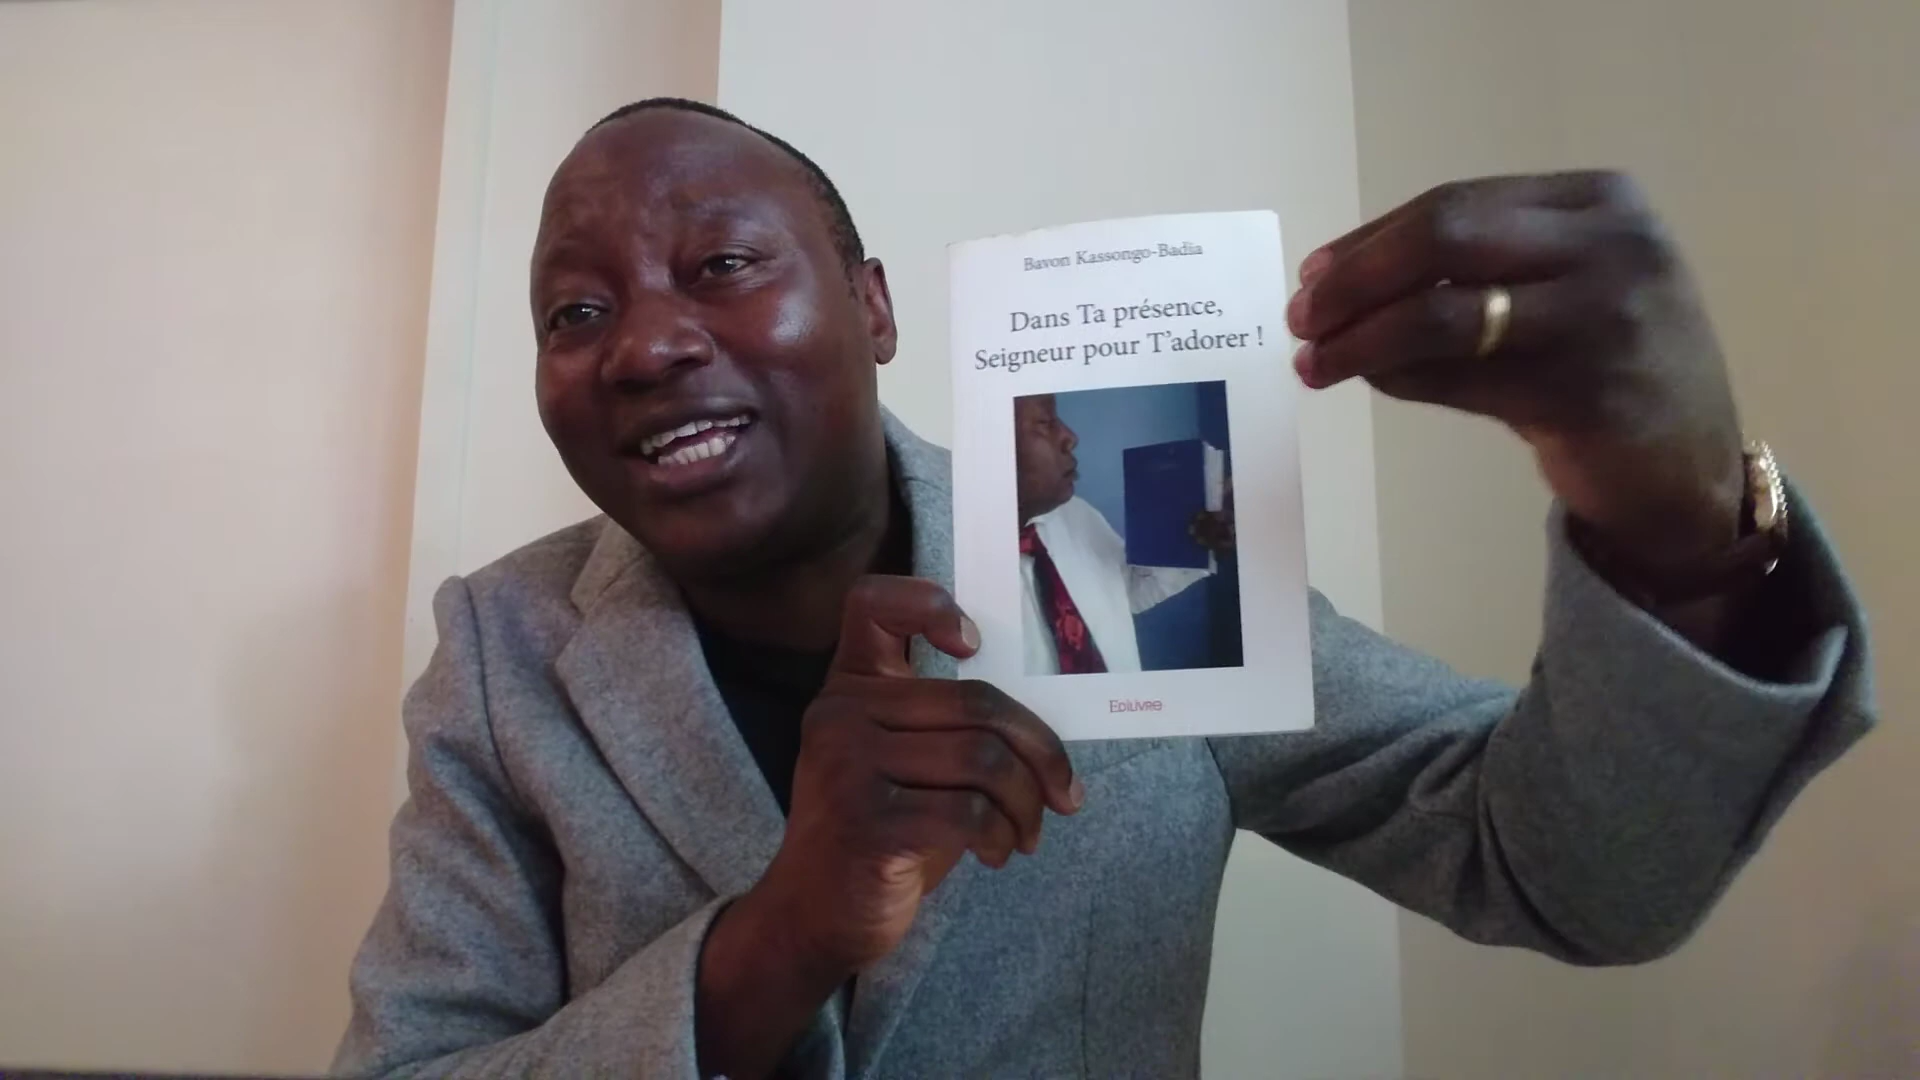 Bavon Kassongo-Badia
Dans Ta présence,
Seigneur pour T'adorer !
EDILIVRE